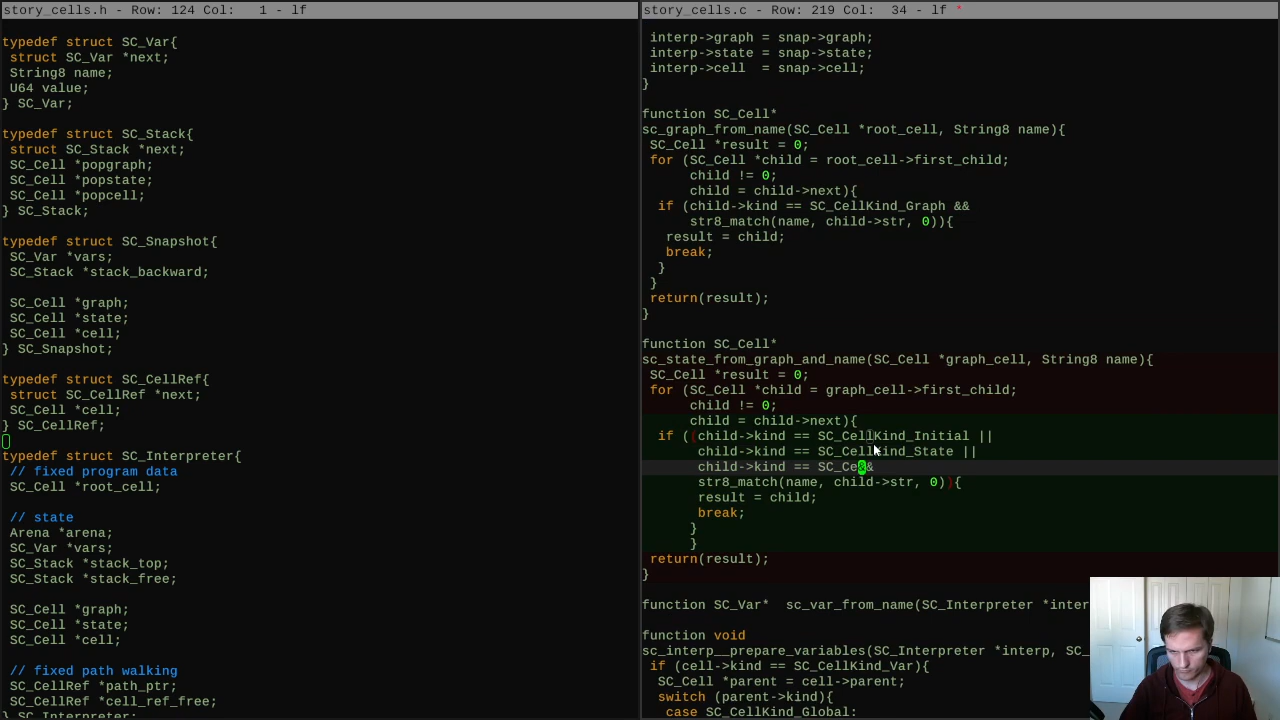 story_cells.h - Row: 124 Col:   1 - lf
typedef struct SC_Var{
 struct SC_Var *next;
 String8 name;
 U64 value;
} SC_Var;
typedef struct SC_Stack{
 struct SC_Stack *next;
 SC_Cell *popgraph;
 SC_Cell *popstate;
 SC_Cell *popcell;
} SC_Stack;
typedef struct SC_Snapshot{
 SC_Var *vars;
 SC_Stack *stack_backward;
 SC_Cell *graph;
 SC_Cell *state;
 SC_Cell *cell;
} SC_Snapshot;
typedef struct SC_CellRef{
 struct SC_CellRef *next;
 SC_Cell *cell;
} SC_CellRef;
typedef struct SC_Interpreter{
 // fixed program data
 SC_Cell *root_cell;
 // state
 Arena *arena;
 SC_Var *vars;
 SC_Stack *stack_top;
 SC_Stack *stack_free;
 SC_Cell *graph;
 SC_Cell *state;
 SC_Cell *cell;
 // fixed path walking
 SC_CellRef *path_ptr;
 SC_CellRef *cell_ref_free;
} SC_Interpreter;
story_cells.c - Row: 219 Col:  34 - lf *
 interp->graph = snap->graph;
 interp->state = snap->state;
 interp->cell  = snap->cell;
}
function SC_Cell*
sc_graph_from_name(SC_Cell *root_cell, String8 name){
 SC_Cell *result = 0;
 for (SC_Cell *child = root_cell->first_child;
      child != 0;
      child = child->next){
  if (child->kind == SC_CellKind_Graph &&
      str8_match(name, child->str, 0)){
   result = child;
   break;
  }
 }
 return(result);
}
function SC_Cell*
sc_state_from_graph_and_name(SC_Cell *graph_cell, String8 name){
 SC_Cell *result = 0;
 for (SC_Cell *child = graph_cell->first_child;
      child != 0;
      child = child->next){
  if ((child->kind == SC_CellKind_Initial ||
       child->kind == SC_CellKind_State ||
       child->kind == SC_Ce&&
       str8_match(name, child->str, 0)){
       result = child;
       break;
      }
      }
 return(result);
}
function SC_Var*  sc_var_from_name(SC_Interpreter *inter
function void
sc_interp__prepare_variables(SC_Interpreter *interp, SC_
 if (cell->kind == SC_CellKind_Var){
  SC_Cell *parent = cell->parent;
  switch (parent->kind){
   case SC_CellKind_Global: